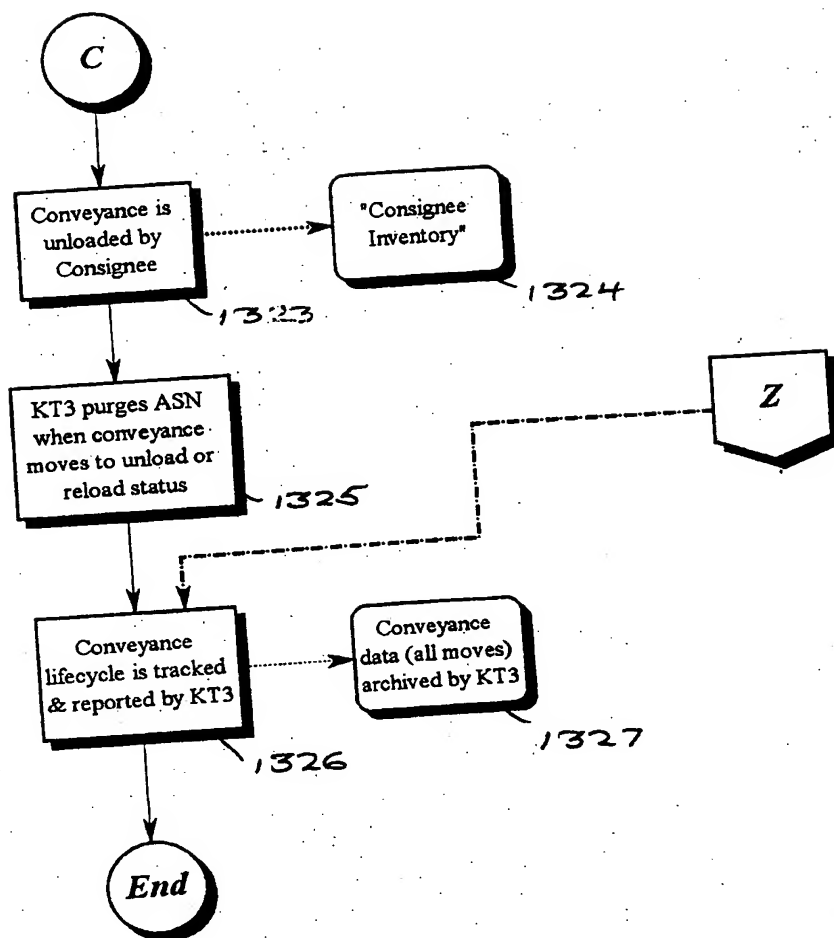 C
Conveyance is
unloaded by
Consignee
1323
"Consignee
Inventory"
1324
KT3 purges ASN
when conveyance
moves to unload or
reload status
1325
Z
Conveyance
lifecycle is tracked
& reported by KT3
1326
Conveyance
data (all moves)
archived by KT3
1327
End